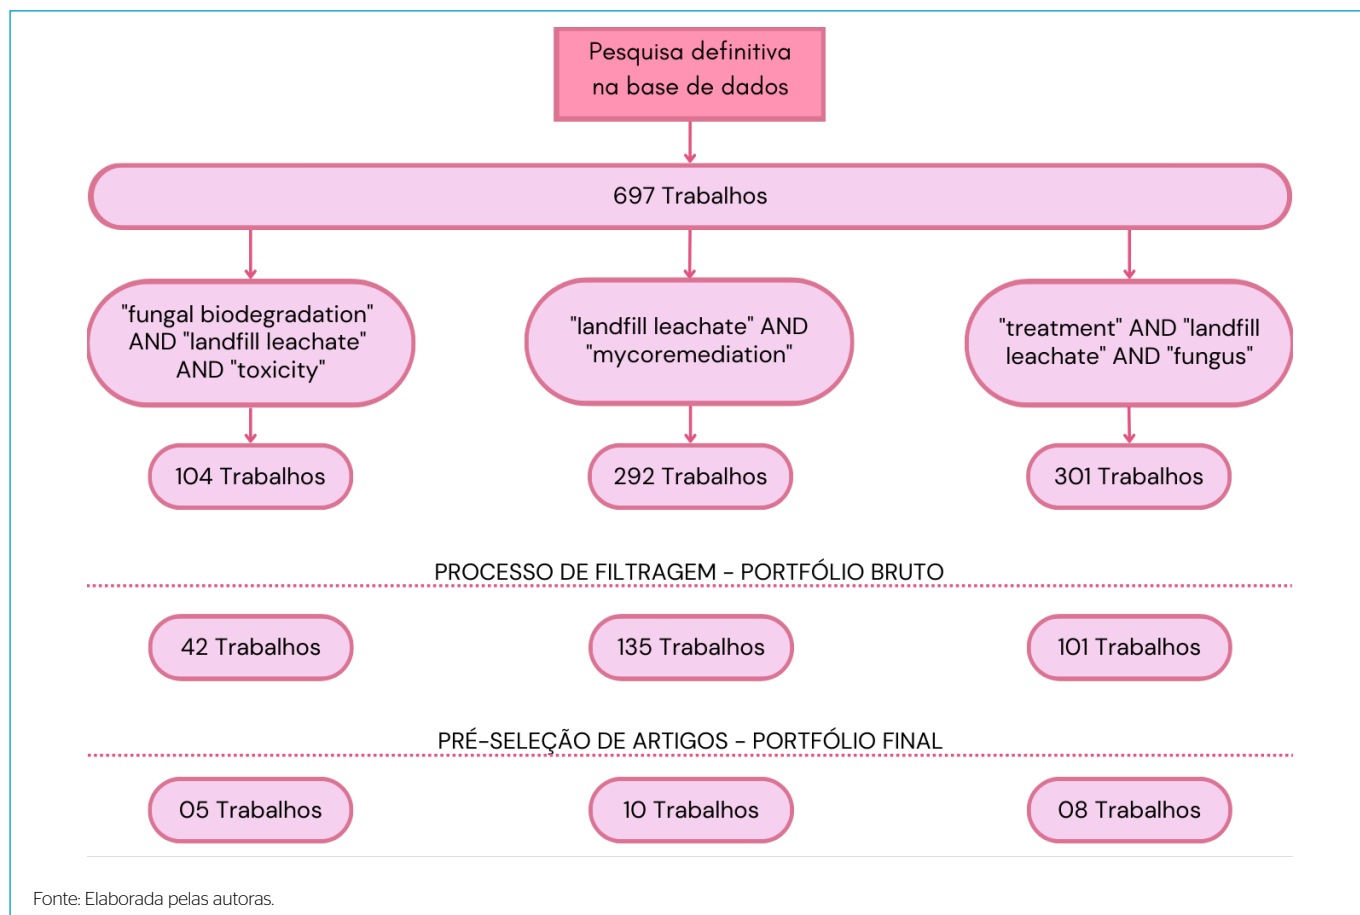 Pesquisa definitiva
na base de dados
697 Trabalhos
"fungal biodegradation"
AND "landfill leachate"
AND "toxicity"
"landfill leachate" AND
"mycoremediation"
"treatment" AND "landfill
leachate" AND "fungus"
104 Trabalhos
292 Trabalhos
301 Trabalhos
PROCESSO DE FILTRAGEM - PORTFÓLIO BRUTO
42 Trabalhos
135 Trabalhos
101 Trabalhos
PRÉ-SELEÇÃO DE ARTIGOS - PORTFÓLIO FINAL
05 Trabalhos
10 Trabalhos
08 Trabalhos
Fonte: Elaborada pelas autoras.